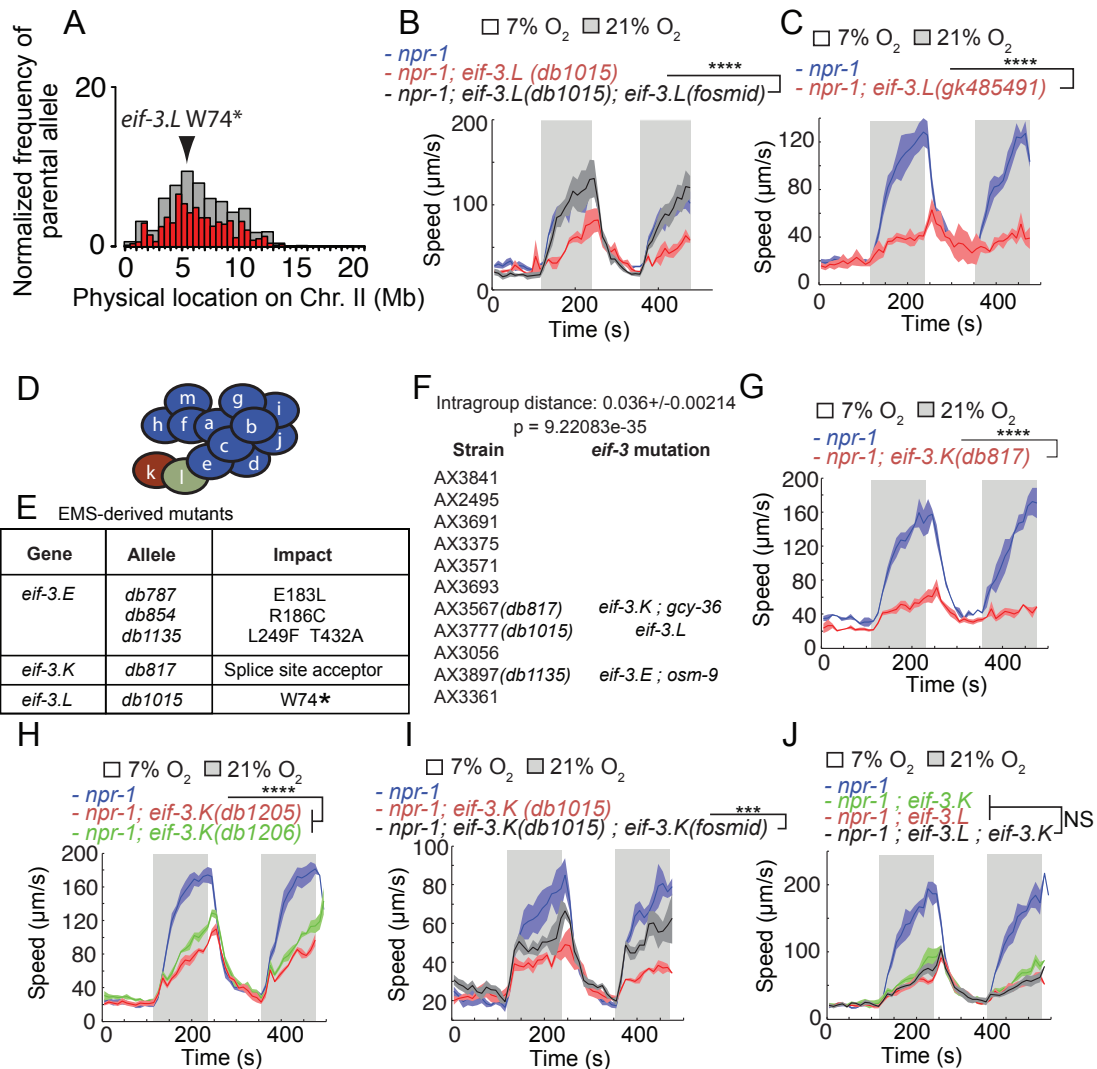 A
Normalized frequency of
parental allele
20
0
eif-3.L W74*
0 5 10 15 20
Physical location on Chr. II (Mb)
B
7% O2 21% O2
- npr-1
- npr-1; eif-3.L (db1015)
- npr-1; eif-3.L(db1015); eif-3.L(fosmid)
****
Speed (µm/s)
200
100
0
200 400
Time (s)
C
7% O2 21% O2
- npr-1
- npr-1; eif-3.L(gk485491)
****
Speed (µm/s)
120
80
40
0
0 200 400
Time (s)
D
m g i
h f a b
j
c
k l e d
E EMS-derived mutants
Gene Allele Impact
eif-3.E db787 E183L
db854 R186C
db1135 L249F T432A
eif-3.K db817 Splice site acceptor
eif-3.L db1015 W74*
F
Intragroup distance: 0.036+/-0.00214
p = 9.22083e-35
Strain eif-3 mutation
AX3841
AX2495
AX3691
AX3375
AX3571
AX3693
AX3567(db817) eif-3.K ; gcy-36
AX3777(db1015) eif-3.L
AX3056
AX3897(db1135) eif-3.E ; osm-9
AX3361
G
7% O2 21% O2
- npr-1
- npr-1; eif-3.K(db817)
****
Speed (µm/s)
200
160
120
80
40
0
0 200 400
Time (s)
H
7% O2 21% O2
- npr-1
- npr-1; eif-3.K(db1205)
- npr-1; eif-3.K(db1206)
****
Speed (µm/s)
200
160
120
80
40
0
0 200 400
Time (s)
I
7% O2 21% O2
- npr-1
- npr-1; eif-3.K (db1015)
- npr-1; eif-3.K(db1015) ; eif-3.K(fosmid)
***
Speed (µm/s)
100
80
60
40
20
0 200 400
Time (s)
J
7% O2 21% O2
- npr-1
- npr-1 ; eif-3.K
- npr-1 ; eif-3.L
- npr-1 ; eif-3.L ; eif-3.K
NS
Speed (µm/s)
200
100
0
0 200 400
Time (s)